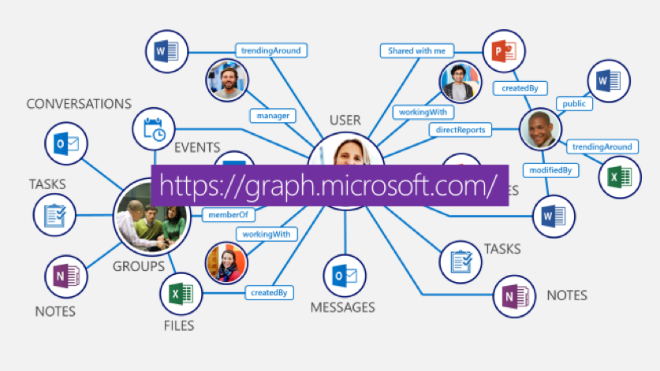 trendingAround
Shared with me
CONVERSATIONS
manager
USER
workingWith
createdBy
public
EVENTS
directReports
trendingAround
TASKS
https://graph.microsoft.com/
modifiedBy
memberOf
workingWith
TASKS
GROUPS
createdBy
MESSAGES
NOTES
NOTES
FILES